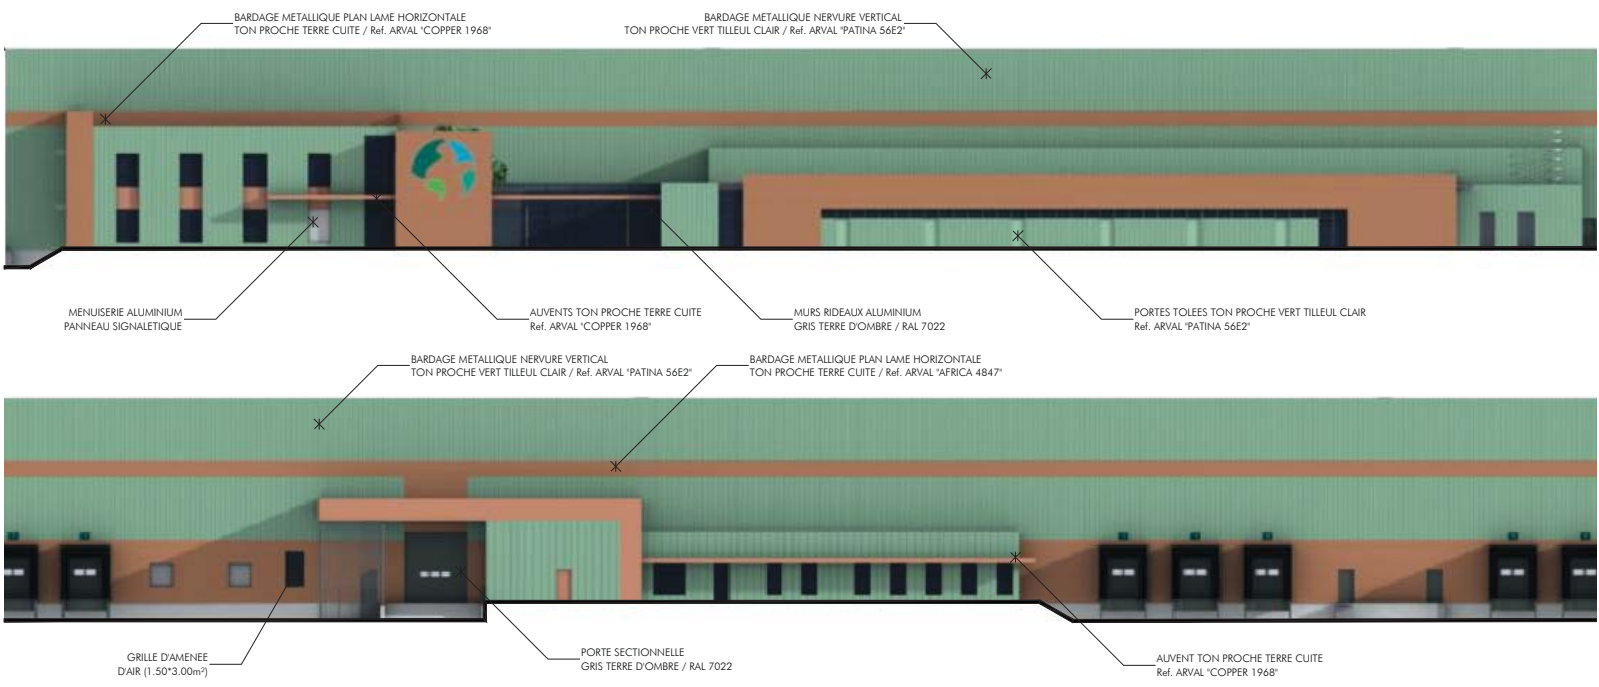 BARDAGE METALLIQUE PLAN LAME HORIZONTALE
TON PROCHE TERRE CUITE / Ref. ARVAL "COPPER 1968"
BARDAGE METALLIQUE NERVURE VERTICAL
TON PROCHE VERT TILLEUL CLAIR / Ref. ARVAL "PATINA 56E2"
MENUISERIE ALUMINIUM
PANNEAU SIGNALETIQUE
AUVENTS TON PROCHE TERRE CUITE
Ref. ARVAL "COPPER 1968"
MURS RIDEAUX ALUMINIUM
GRIS TERRE D'OMBRE / RAL 7022
PORTES TOLEES TON PROCHE VERT TILLEUL CLAIR
Ref. ARVAL "PATINA 56E2"
BARDAGE METALLIQUE NERVURE VERTICAL
TON PROCHE VERT TILLEUL CLAIR / Ref. ARVAL "PATINA 56E2"
BARDAGE METALLIQUE PLAN LAME HORIZONTALE
TON PROCHE TERRE CUITE / Ref. ARVAL "AFRICA 4847"
GRILLE D'AMENEE
D'AIR (1.50*3.00m²)
PORTE SECTIONNELLE
GRIS TERRE D'OMBRE / RAL 7022
AUVENT TON PROCHE TERRE CUITE
Ref. ARVAL "COPPER 1968"